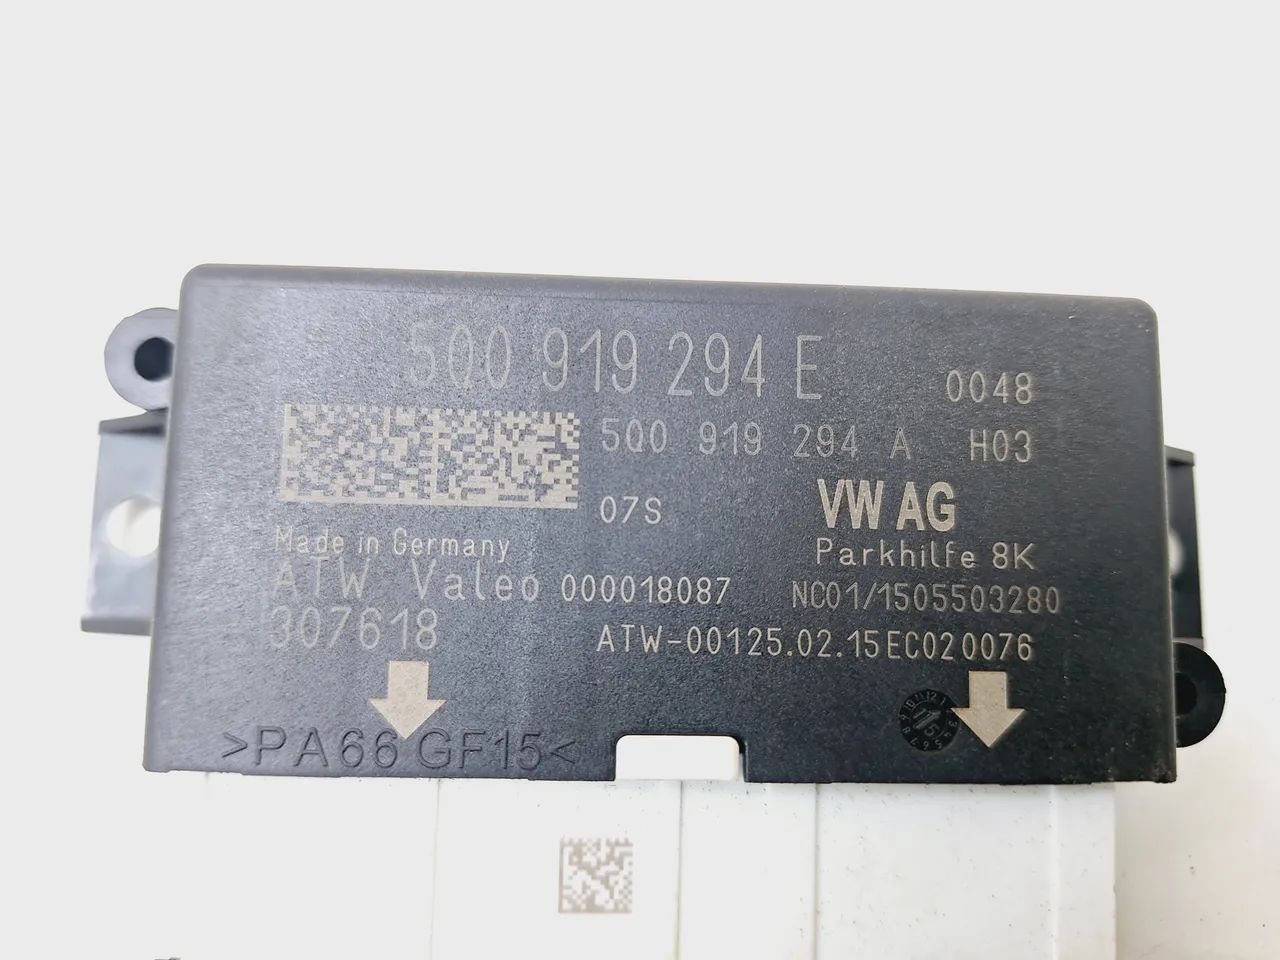 5Q0 919 294 E 0048
5Q0 919 294 A H03
07S VW AG
Made in Germany Parkhilfe 8K
ATW Valeo 000018087 NC01/1505503280
307618 ATW-00125.02.15EC020076
>PA66 GF15<